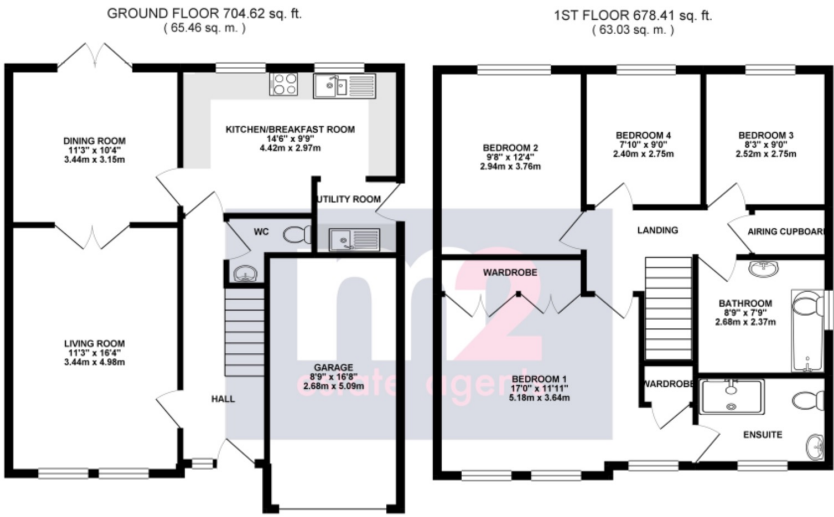 GROUND FLOOR 704.62 sq. ft.
( 65.46 sq. m. )
DINING ROOM
11'3" x 10'4"
3.44m x 3.15m
KITCHEN/BREAKFAST ROOM
14'6" x 9'9"
4.42m x 2.97m
UTILITY ROOM
WC
LIVING ROOM
11'3" x 16'4"
3.44m x 4.98m
HALL
GARAGE
8'9" x 16'8"
2.68m x 5.09m
1ST FLOOR 678.41 sq. ft.
( 63.03 sq. m. )
BEDROOM 2
9'8" x 12'4"
2.94m x 3.76m
BEDROOM 4
7'10" x 9'0"
2.40m x 2.75m
BEDROOM 3
8'3" x 9'0"
2.52m x 2.75m
LANDING
AIRING CUPBOARD
WARDROBE
BATHROOM
8'9" x 7'9"
2.68m x 2.37m
BEDROOM 1
17'0" x 11'11"
5.18m x 3.64m
WARDROBE
ENSUITE
m2
estate agents